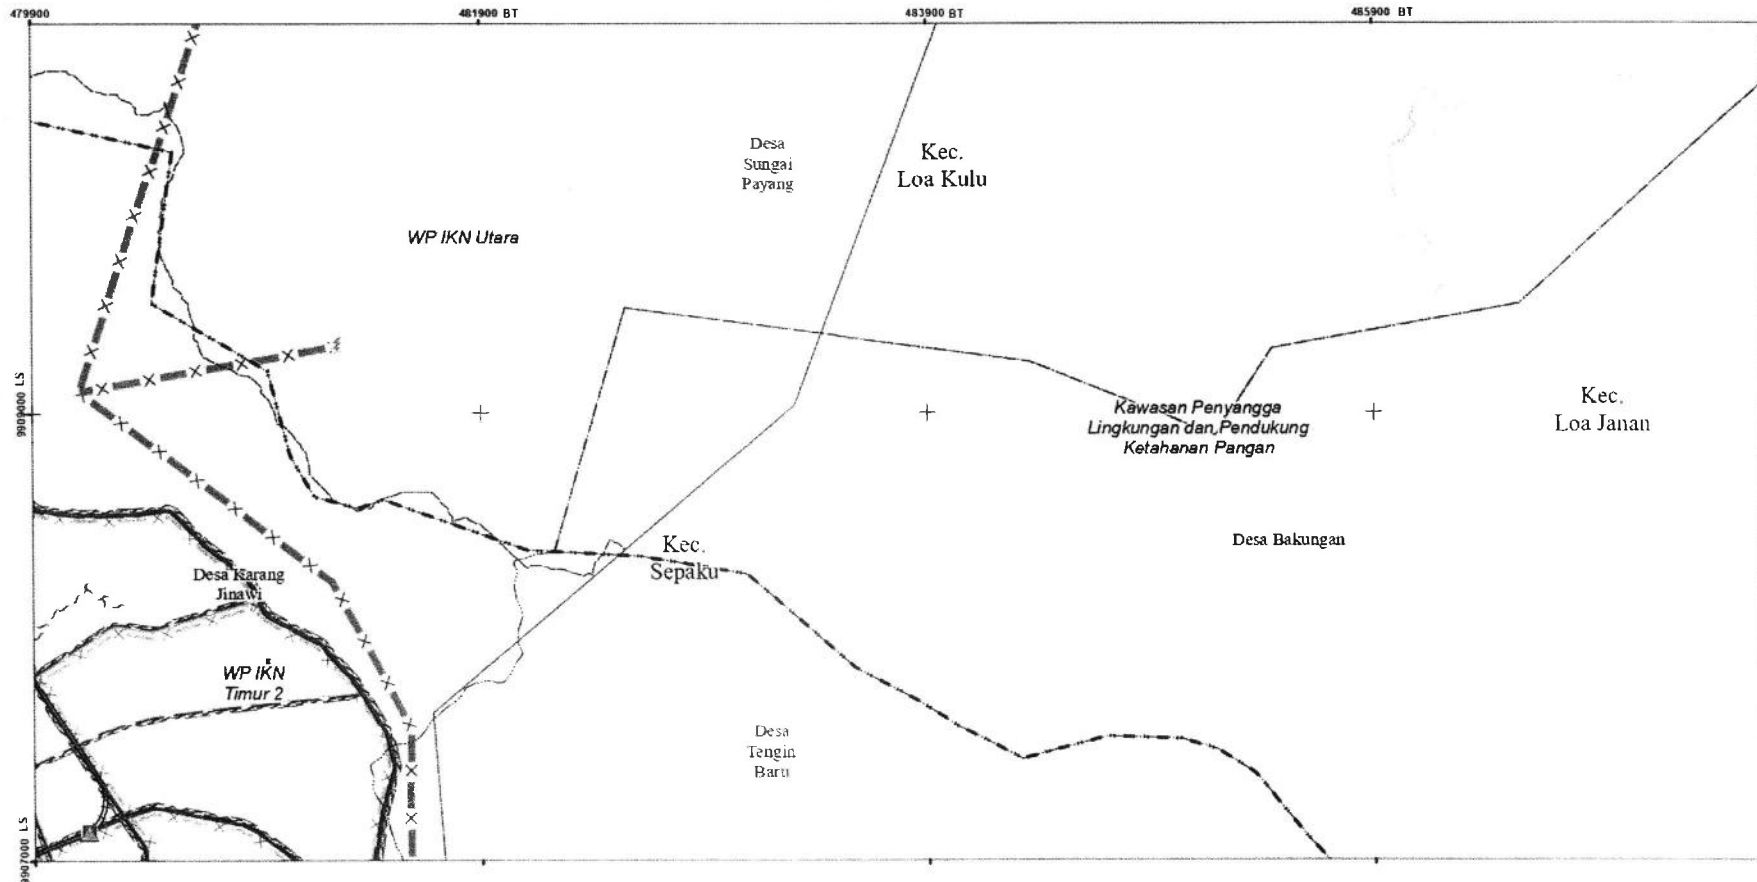 479900
481900 BT
483900 BT
485900 BT
Desa
Sungai
Payang
Kec.
Loa Kulu
WP IKN Utara
9909000 LS
Kawasan Penyangga
Lingkungan dan Pendukung
Ketahanan Pangan
Kec.
Loa Janan
Desa Bakungan
Kec.
Sepaku
Desa Karang
Jinawi
WP IKN
Timur 2
Desa
Tengin
Baru
9907000 LS